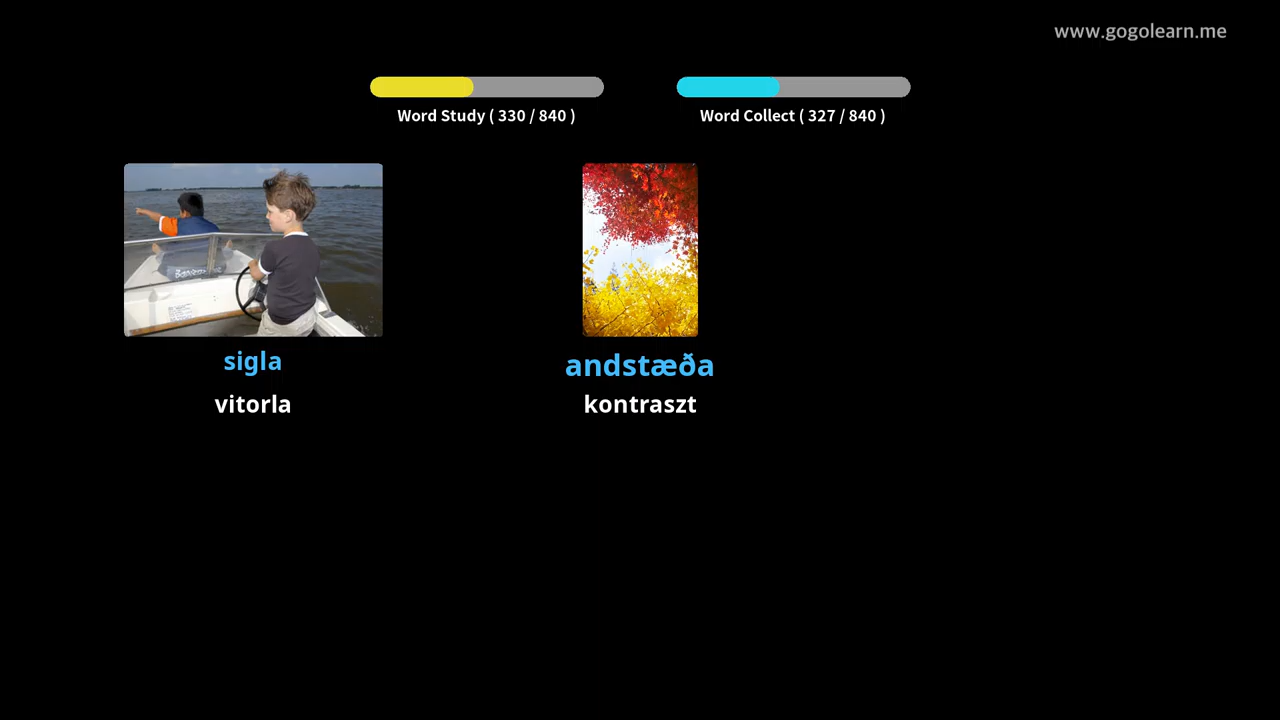 www.gogolearn.me
Word Study ( 330 / 840 )
Word Collect ( 327 / 840 )
sigla
andstæða
vitorla
kontraszt